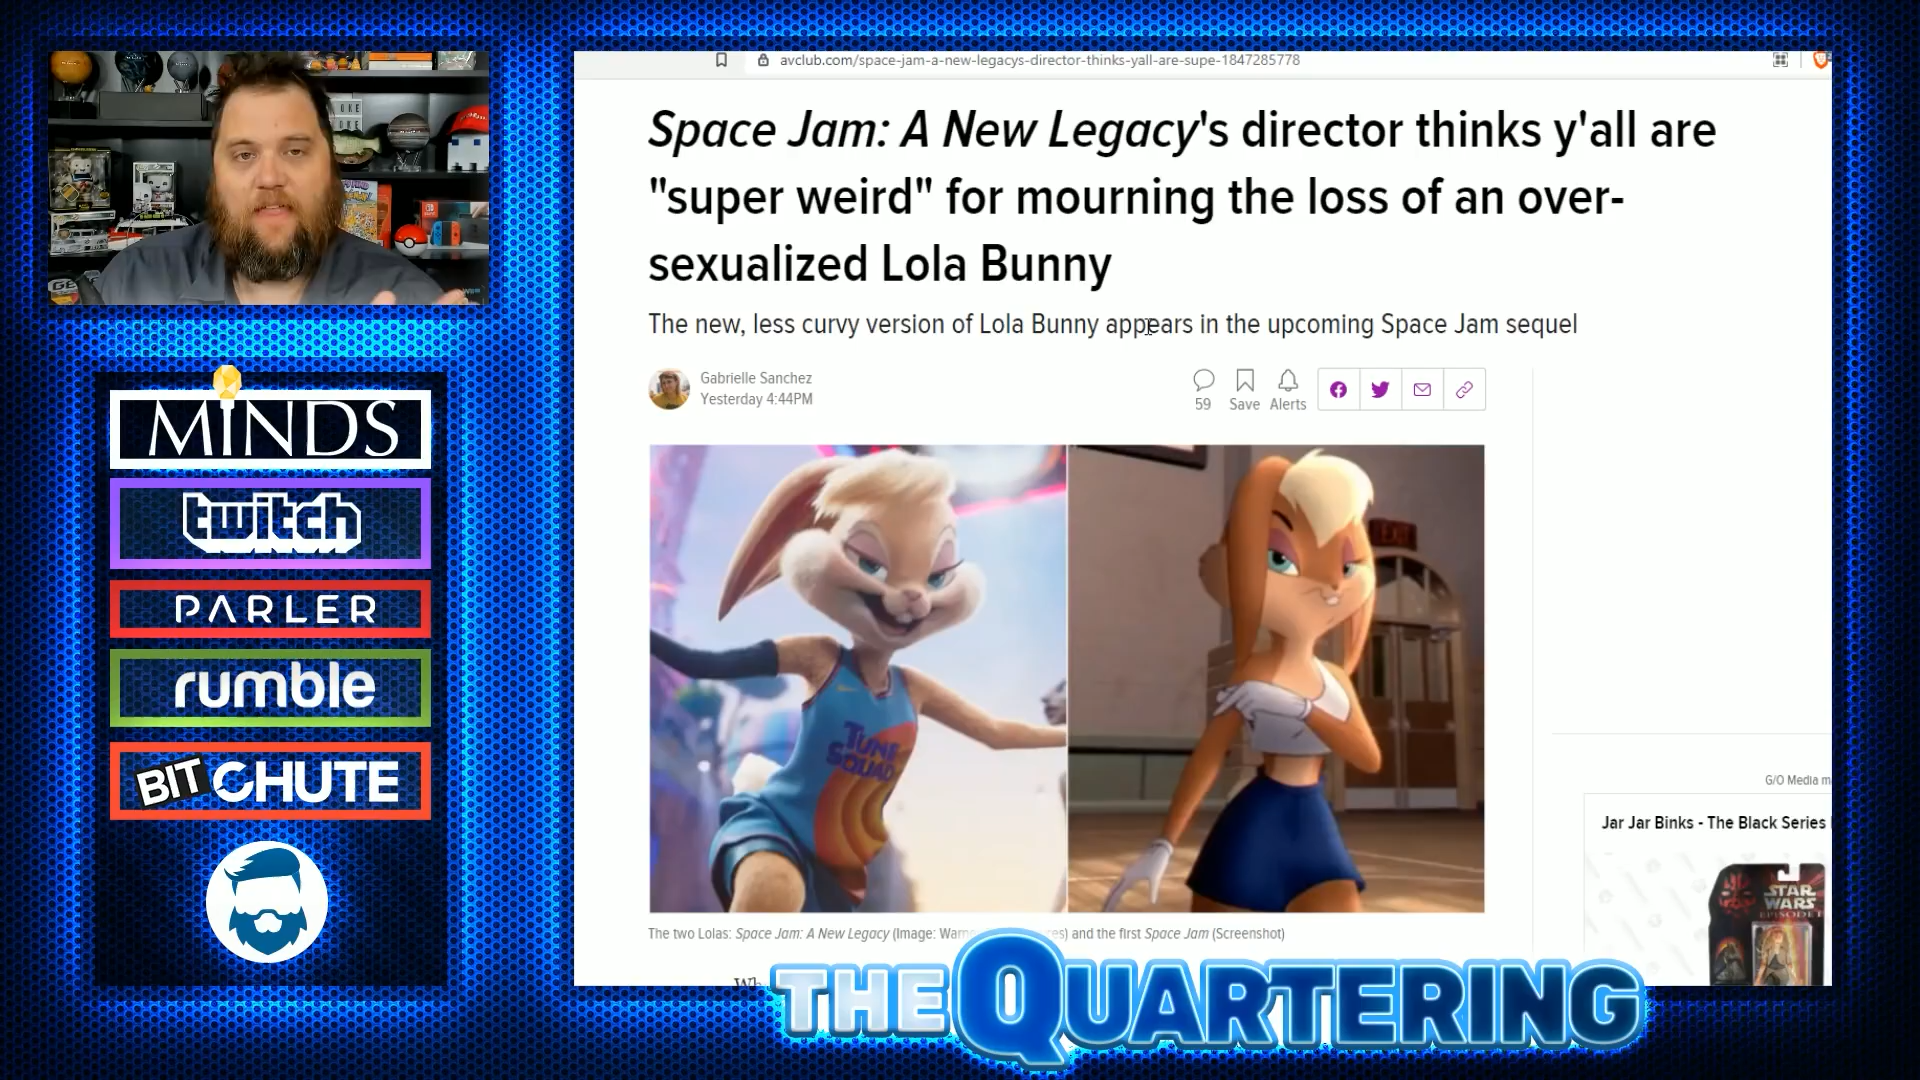 avclub.com/space-jam-a-new-legacys-director-thinks-yall-are-supe-1847285778
Space Jam: A New Legacy's director thinks y'all are
"super weird" for mourning the loss of an over-
sexualized Lola Bunny
The new, less curvy version of Lola Bunny appears in the upcoming Space Jam sequel
Gabrielle Sanchez
Yesterday 4:44PM
59
Save
Alerts
TUNE
SQUAD
EXIT
The two Lolas: Space Jam: A New Legacy (Image: Warn es) and the first Space Jam (Screenshot)
G/O Media m
Jar Jar Binks - The Black Series
STAR
WARS
EPISODE I
Wh
MINDS
twitch
PARLER
rumble
BITCHUTE
THE QUARTERING